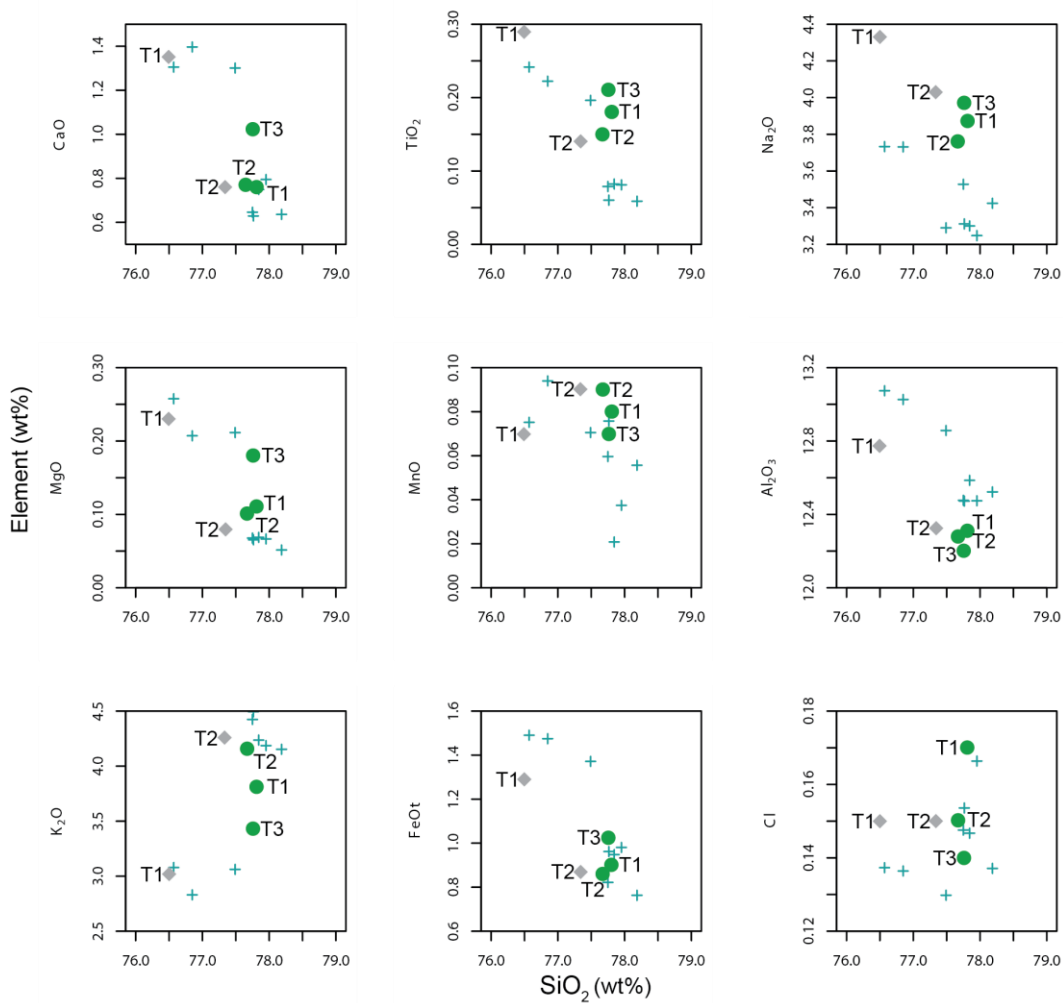 CaO
1.4
1.2
1.0
0.8
0.6
T1
T3
T2
T2
T1
76.0 77.0 78.0 79.0
TiO2
0.30
0.20
0.10
0.00
T1
T3
T1
T2
T2
76.0 77.0 78.0 79.0
Na2O
4.4
4.2
4.0
3.8
3.6
3.4
3.2
T1
T2
T3
T1
T2
76.0 77.0 78.0 79.0
Element (wt%)
MgO
0.30
0.20
0.10
0.00
T1
T3
T1
T2
T2
76.0 77.0 78.0 79.0
MnO
0.10
0.08
0.06
0.04
0.02
0.00
T2
T2
T1
T1
T3
76.0 77.0 78.0 79.0
Al2O3
13.2
12.8
12.4
12.0
T1
T2
T1
T2
T3
76.0 77.0 78.0 79.0
K2O
4.5
4.0
3.5
3.0
2.5
T2
T2
T1
T3
T1
76.0 77.0 78.0 79.0
FeOt
1.6
1.4
1.2
1.0
0.8
0.6
T1
T3
T2
T1
T2
76.0 77.0 78.0 79.0
Cl
0.18
0.16
0.14
0.12
T1
T1
T2
T2
T3
76.0 77.0 78.0 79.0
SiO2 (wt%)